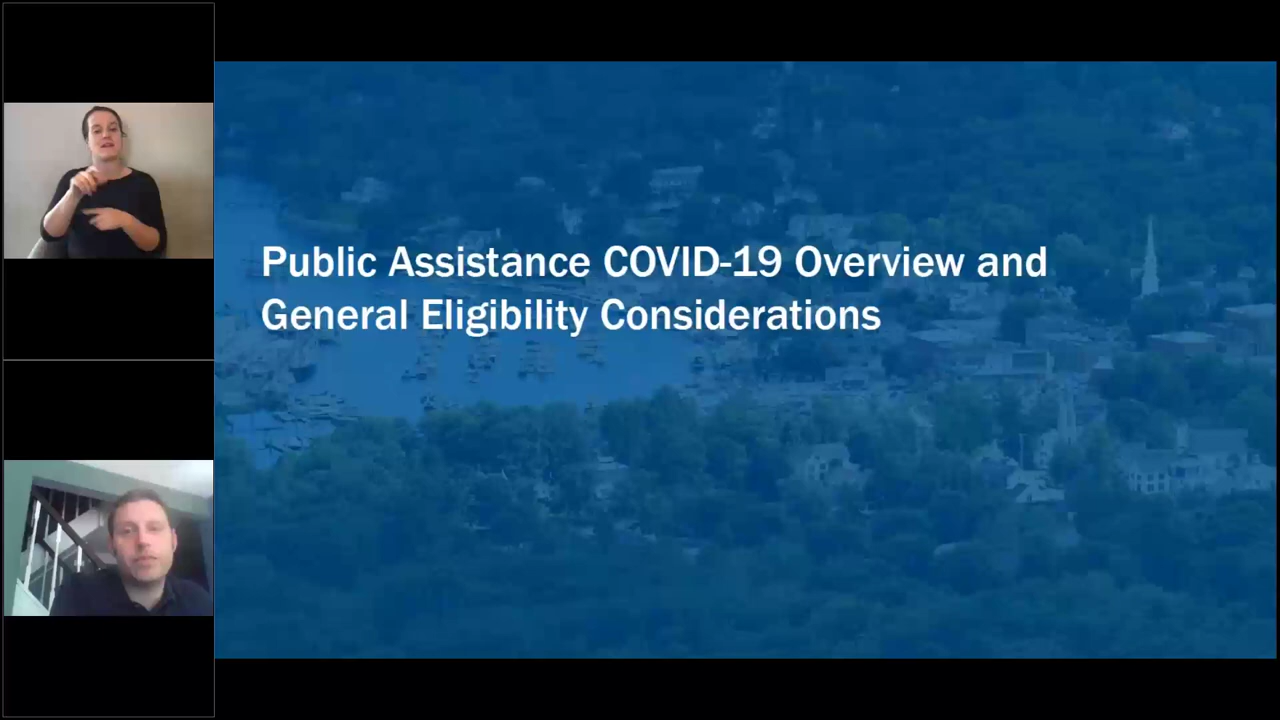 Public Assistance COVID-19 Overview and
General Eligibility Considerations